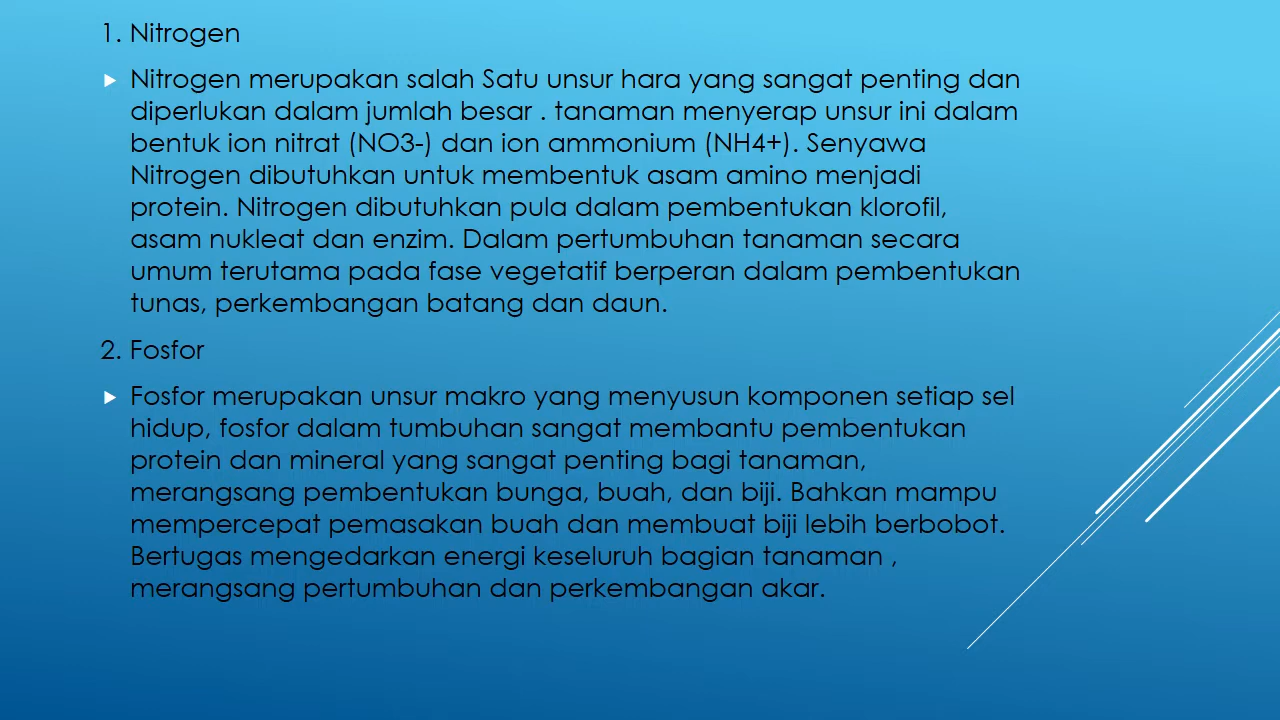 1. Nitrogen
Nitrogen merupakan salah Satu unsur hara yang sangat penting dan
diperlukan dalam jumlah besar . tanaman menyerap unsur ini dalam
bentuk ion nitrat (NO3-) dan ion ammonium (NH4+). Senyawa
Nitrogen dibutuhkan untuk membentuk asam amino menjadi
protein. Nitrogen dibutuhkan pula dalam pembentukan klorofil,
asam nukleat dan enzim. Dalam pertumbuhan tanaman secara
umum terutama pada fase vegetatif berperan dalam pembentukan
tunas, perkembangan batang dan daun.
2. Fosfor
Fosfor merupakan unsur makro yang menyusun komponen setiap sel
hidup, fosfor dalam tumbuhan sangat membantu pembentukan
protein dan mineral yang sangat penting bagi tanaman,
merangsang pembentukan bunga, buah, dan biji. Bahkan mampu
mempercepat pemasakan buah dan membuat biji lebih berbobot.
Bertugas mengedarkan energi keseluruh bagian tanaman ,
merangsang pertumbuhan dan perkembangan akar.